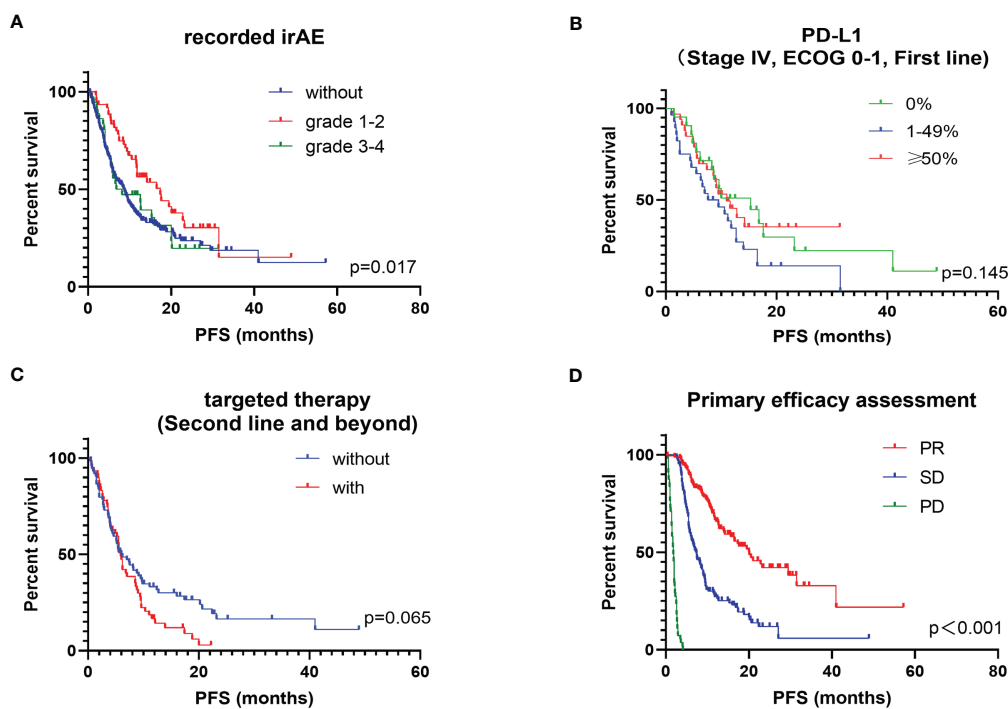 A
recorded irAE
without
grade 1-2
grade 3-4
Percent survival
100
50
0
0 20 40 60 80
p=0.017
PFS (months)
B
PD-L1
（Stage IV, ECOG 0-1, First line)
0%
1-49%
⩾50%
Percent survival
100
50
0
0 20 40 60
p=0.145
PFS (months)
C
targeted therapy
(Second line and beyond)
without
with
Percent survival
100
50
0
0 20 40 60
p=0.065
PFS (months)
D
Primary efficacy assessment
PR
SD
PD
Percent survival
100
50
0
0 20 40 60 80
p＜0.001
PFS (months)